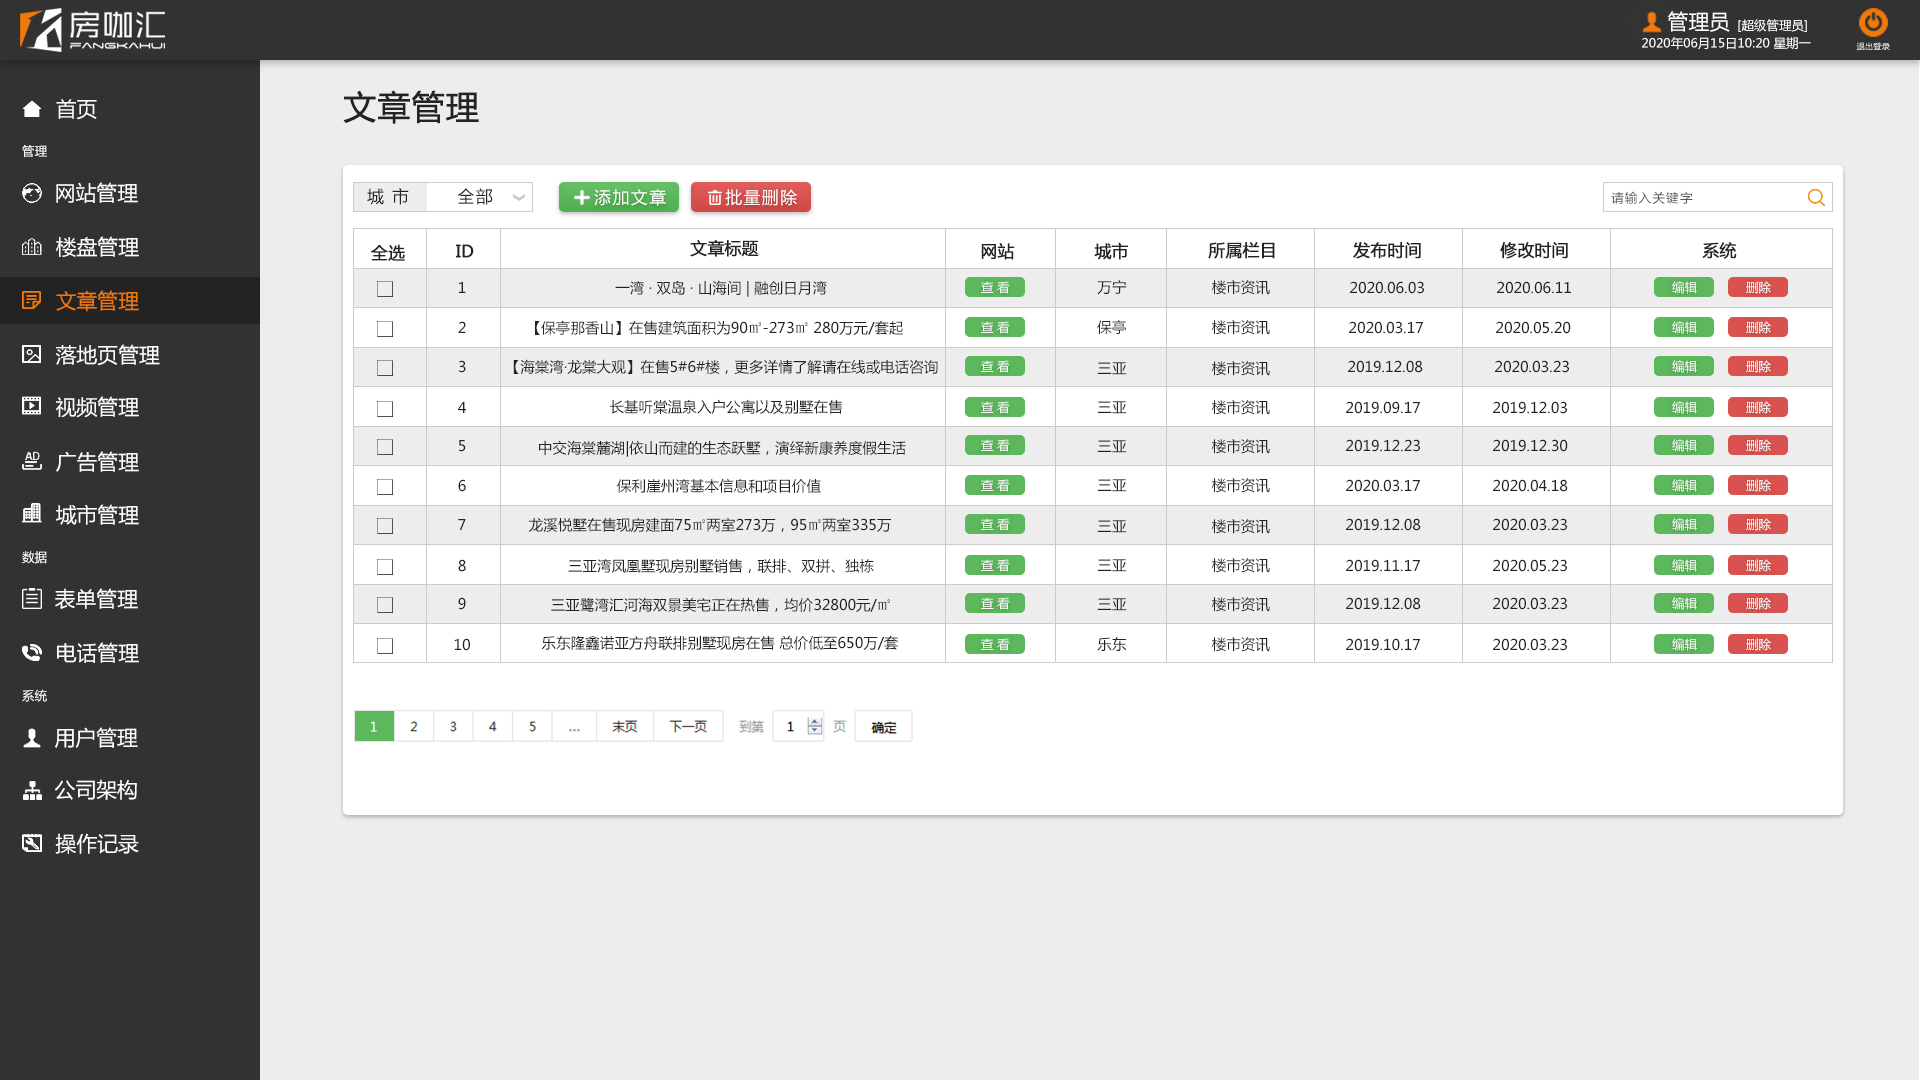 房咖汇
FANGKAHUI
管理员 [超级管理员]
2020年06月15日10:20 星期一
退出登录
首页
管理
网站管理
楼盘管理
文章管理
落地页管理
视频管理
AD 广告管理
城市管理
数据
表单管理
电话管理
系统
用户管理
公司架构
操作记录
文章管理
城 市 全部 添加文章 批量删除 请输入关键字
全选 ID 文章标题 网站 城市 所属栏目 发布时间 修改时间 系统
1 一湾 · 双岛 · 山海间 | 融创日月湾 查 看 万宁 楼市资讯 2020.06.03 2020.06.11 编辑 删除
2 【保亭那香山】在售建筑面积为90㎡-273㎡ 280万元/套起 查 看 保亭 楼市资讯 2020.03.17 2020.05.20 编辑 删除
3 【海棠湾·龙棠大观】在售5#6#楼，更多详情了解请在线或电话咨询 查 看 三亚 楼市资讯 2019.12.08 2020.03.23 编辑 删除
4 长基听棠温泉入户公寓以及别墅在售 查 看 三亚 楼市资讯 2019.09.17 2019.12.03 编辑 删除
5 中交海棠麓湖|依山而建的生态跃墅，演绎新康养度假生活 查 看 三亚 楼市资讯 2019.12.23 2019.12.30 编辑 删除
6 保利崖州湾基本信息和项目价值 查 看 三亚 楼市资讯 2020.03.17 2020.04.18 编辑 删除
7 龙溪悦墅在售现房建面75㎡两室273万，95㎡两室335万 查 看 三亚 楼市资讯 2019.12.08 2020.03.23 编辑 删除
8 三亚湾凤凰墅现房别墅销售，联排、双拼、独栋 查 看 三亚 楼市资讯 2019.11.17 2020.05.23 编辑 删除
9 三亚鹭湾汇河海双景美宅正在热售，均价32800元/㎡ 查 看 三亚 楼市资讯 2019.12.08 2020.03.23 编辑 删除
10 乐东隆鑫诺亚方舟联排别墅现房在售 总价低至650万/套 查 看 乐东 楼市资讯 2019.10.17 2020.03.23 编辑 删除
1 2 3 4 5 ... 末页 下一页 到第 1 页 确定